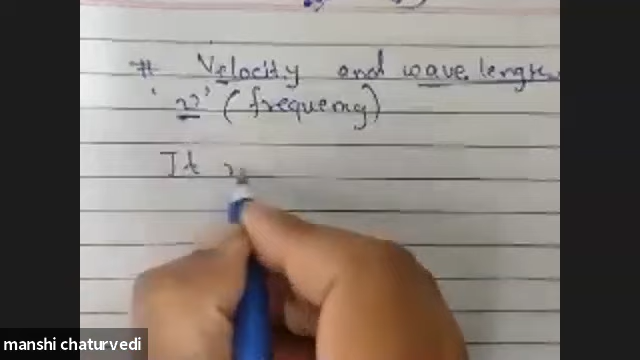 # Velocity and wave length
'ν' (frequency)
It
manshi chaturvedi